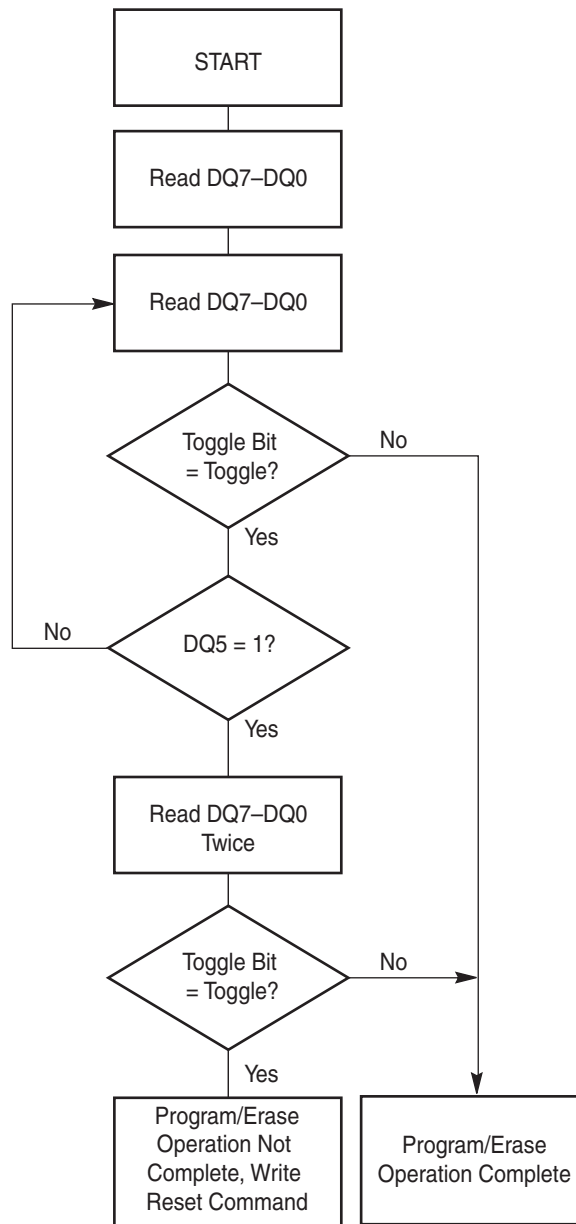 START
Read DQ7–DQ0
Read DQ7–DQ0
Toggle Bit
= Toggle?
No
Yes
No
DQ5 = 1?
Yes
Read DQ7–DQ0
Twice
Toggle Bit
= Toggle?
No
Yes
Program/Erase
Operation Not
Complete, Write
Reset Command
Program/Erase
Operation Complete